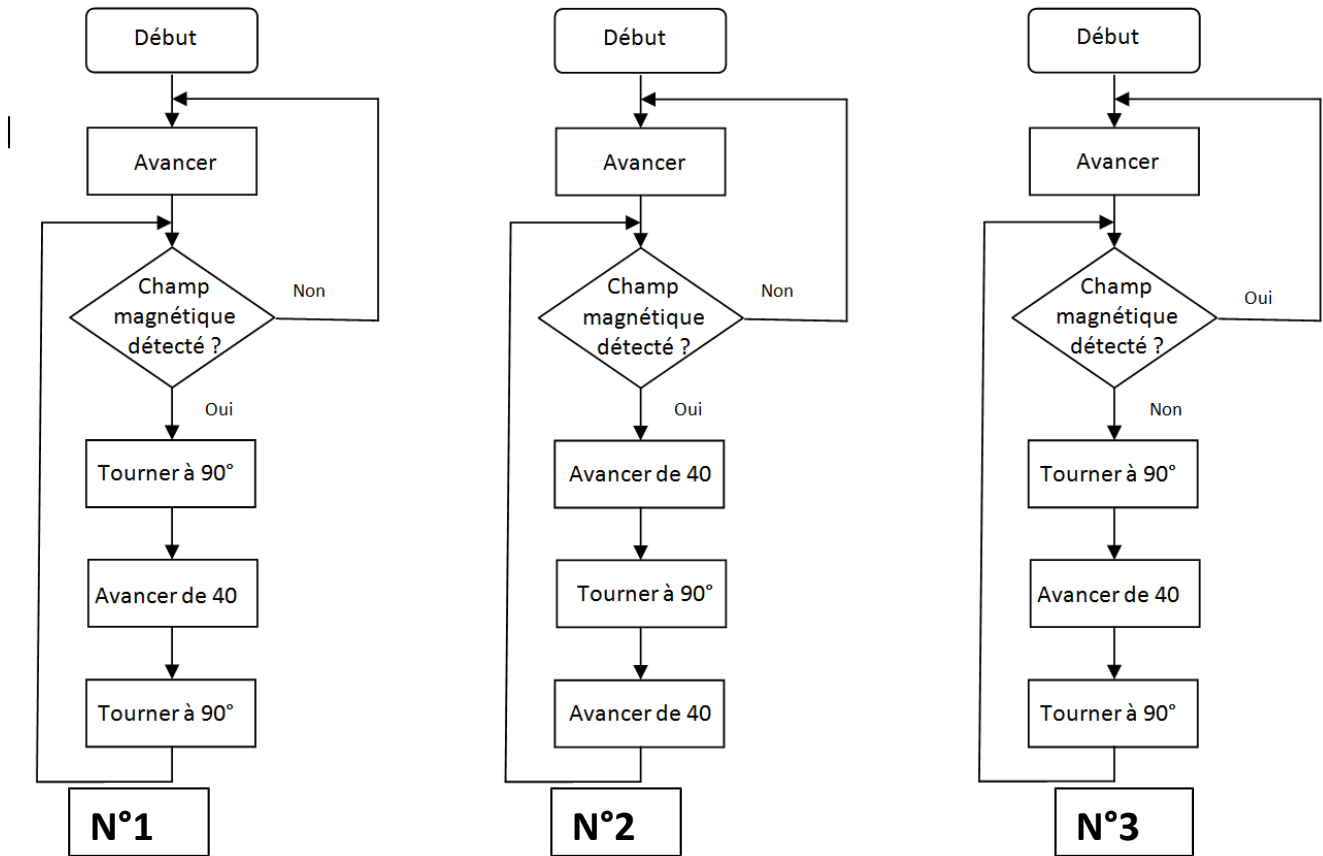 Début
Avancer
Champ
magnétique
détecté ?
Non
Oui
Tourner à 90°
Avancer de 40
Tourner à 90°
N°1
Début
Avancer
Champ
magnétique
détecté ?
Non
Oui
Avancer de 40
Tourner à 90°
Avancer de 40
N°2
Début
Avancer
Champ
magnétique
détecté ?
Oui
Non
Tourner à 90°
Avancer de 40
Tourner à 90°
N°3